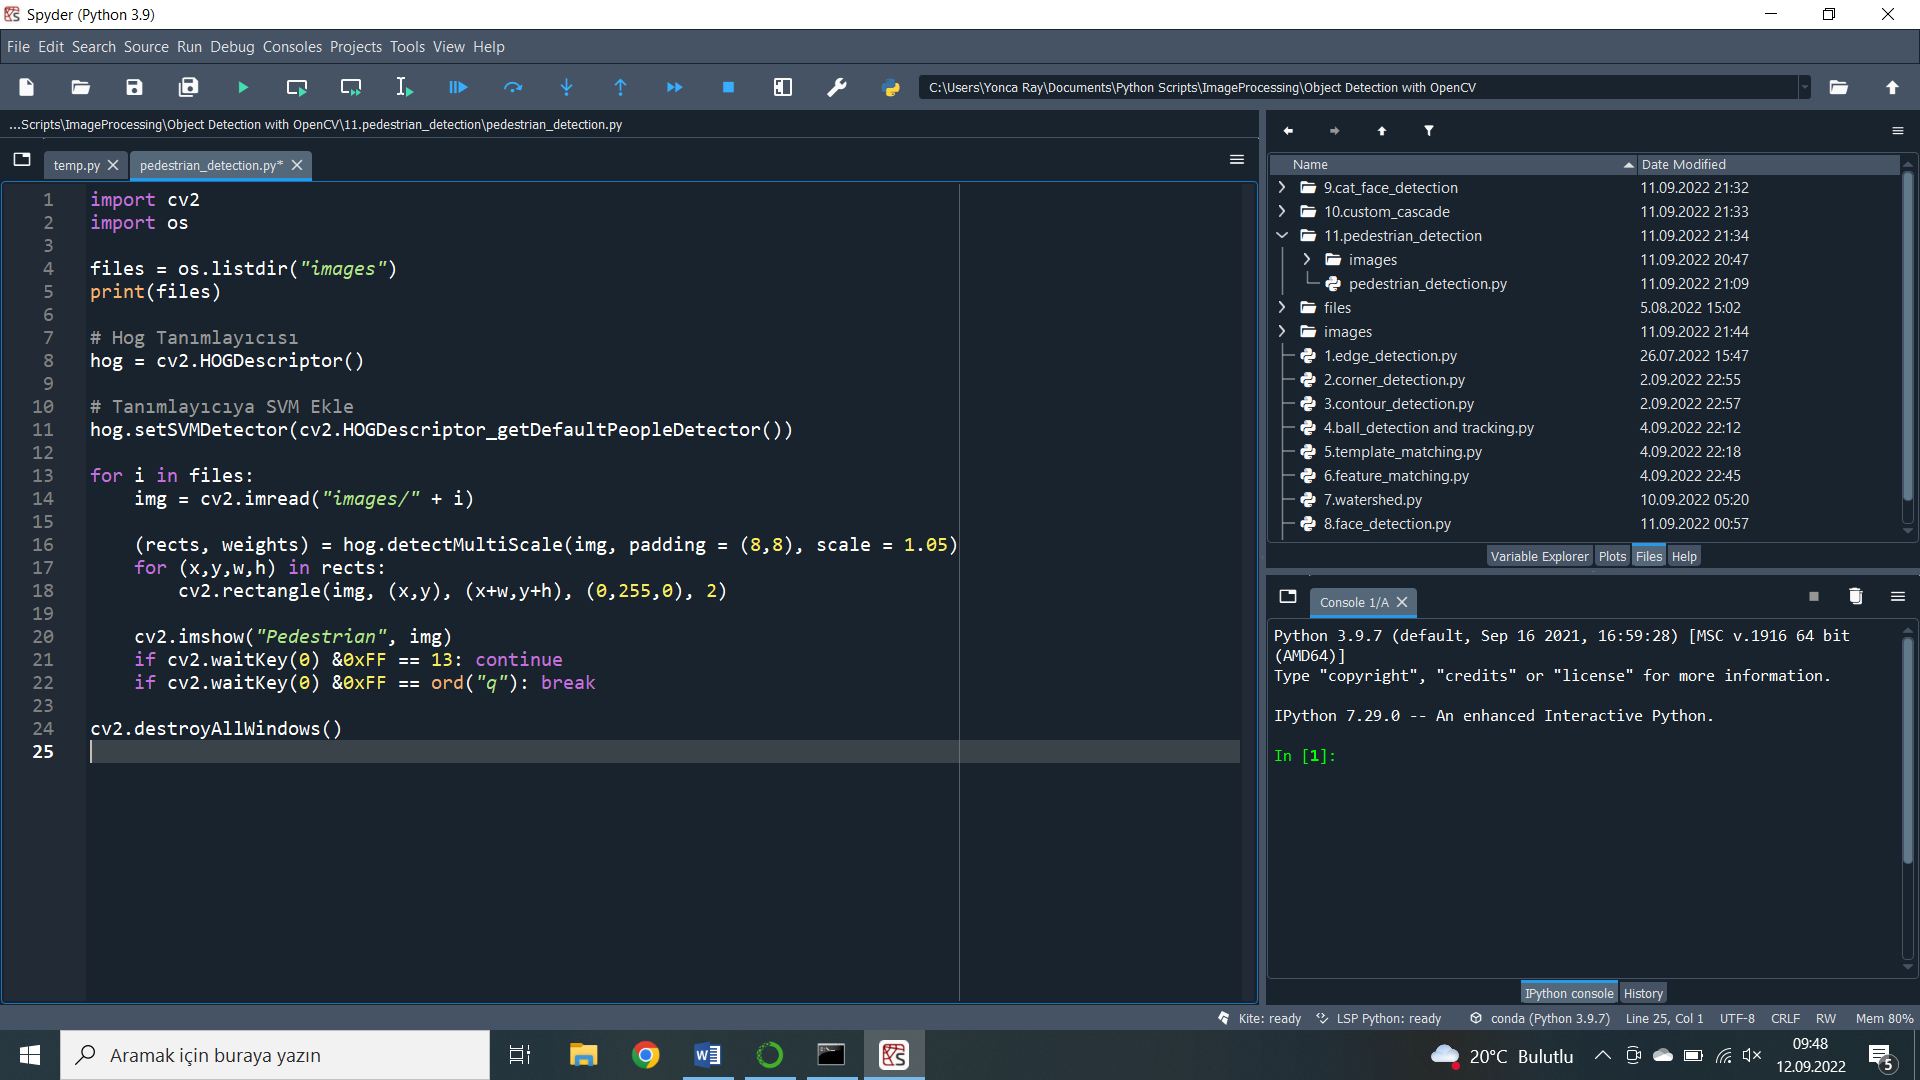 Spyder (Python 3.9)
File Edit Search Source Run Debug Consoles Projects Tools View Help
C:\Users\Yonca Ray\Documents\Python Scripts\ImageProcessing\Object Detection with OpenCV
...Scripts\ImageProcessing\Object Detection with OpenCV\11.pedestrian_detection\pedestrian_detection.py
temp.py
pedestrian_detection.py*
1 import cv2
2 import os
3
4 files = os.listdir("images")
5 print(files)
6
7 # Hog Tanımlayıcısı
8 hog = cv2.HOGDescriptor()
9
10 # Tanımlayıcıya SVM Ekle
11 hog.setSVMDetector(cv2.HOGDescriptor_getDefaultPeopleDetector())
12
13 for i in files:
14     img = cv2.imread("images/" + i)
15
16     (rects, weights) = hog.detectMultiScale(img, padding = (8,8), scale = 1.05)
17     for (x,y,w,h) in rects:
18         cv2.rectangle(img, (x,y), (x+w,y+h), (0,255,0), 2)
19
20     cv2.imshow("Pedestrian", img)
21     if cv2.waitKey(0) &0xFF == 13: continue
22     if cv2.waitKey(0) &0xFF == ord("q"): break
23
24 cv2.destroyAllWindows()
25
Name Date Modified
9.cat_face_detection 11.09.2022 21:32
10.custom_cascade 11.09.2022 21:33
11.pedestrian_detection 11.09.2022 21:34
images 11.09.2022 20:47
pedestrian_detection.py 11.09.2022 21:09
files 5.08.2022 15:02
images 11.09.2022 21:44
1.edge_detection.py 26.07.2022 15:47
2.corner_detection.py 2.09.2022 22:55
3.contour_detection.py 2.09.2022 22:57
4.ball_detection and tracking.py 4.09.2022 22:12
5.template_matching.py 4.09.2022 22:18
6.feature_matching.py 4.09.2022 22:45
7.watershed.py 10.09.2022 05:20
8.face_detection.py 11.09.2022 00:57
Variable Explorer Plots Files Help
Console 1/A
Python 3.9.7 (default, Sep 16 2021, 16:59:28) [MSC v.1916 64 bit
(AMD64)]
Type "copyright", "credits" or "license" for more information.
IPython 7.29.0 -- An enhanced Interactive Python.
In [1]:
IPython console History
Kite: ready LSP Python: ready conda (Python 3.9.7) Line 25, Col 1 UTF-8 CRLF RW Mem 80%
Aramak için buraya yazın
20°C Bulutlu
09:48
12.09.2022
5